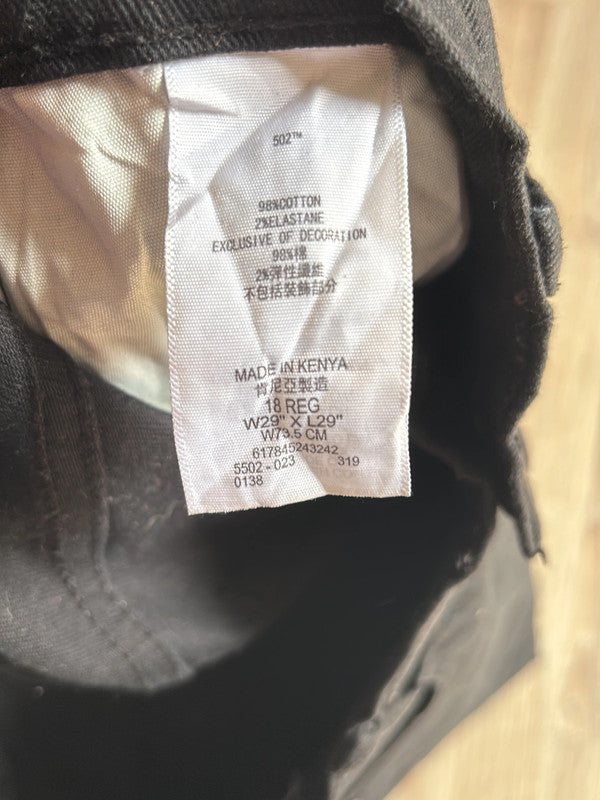 502™
98%COTTON
2%ELASTANE
EXCLUSIVE OF DECORATION
98%棉
2%彈性纖維
不包括裝飾部分
MADE IN KENYA
肯尼亞製造
18 REG
W29" X L29"
W73.5 CM
617845243242
5502-023 319
0138